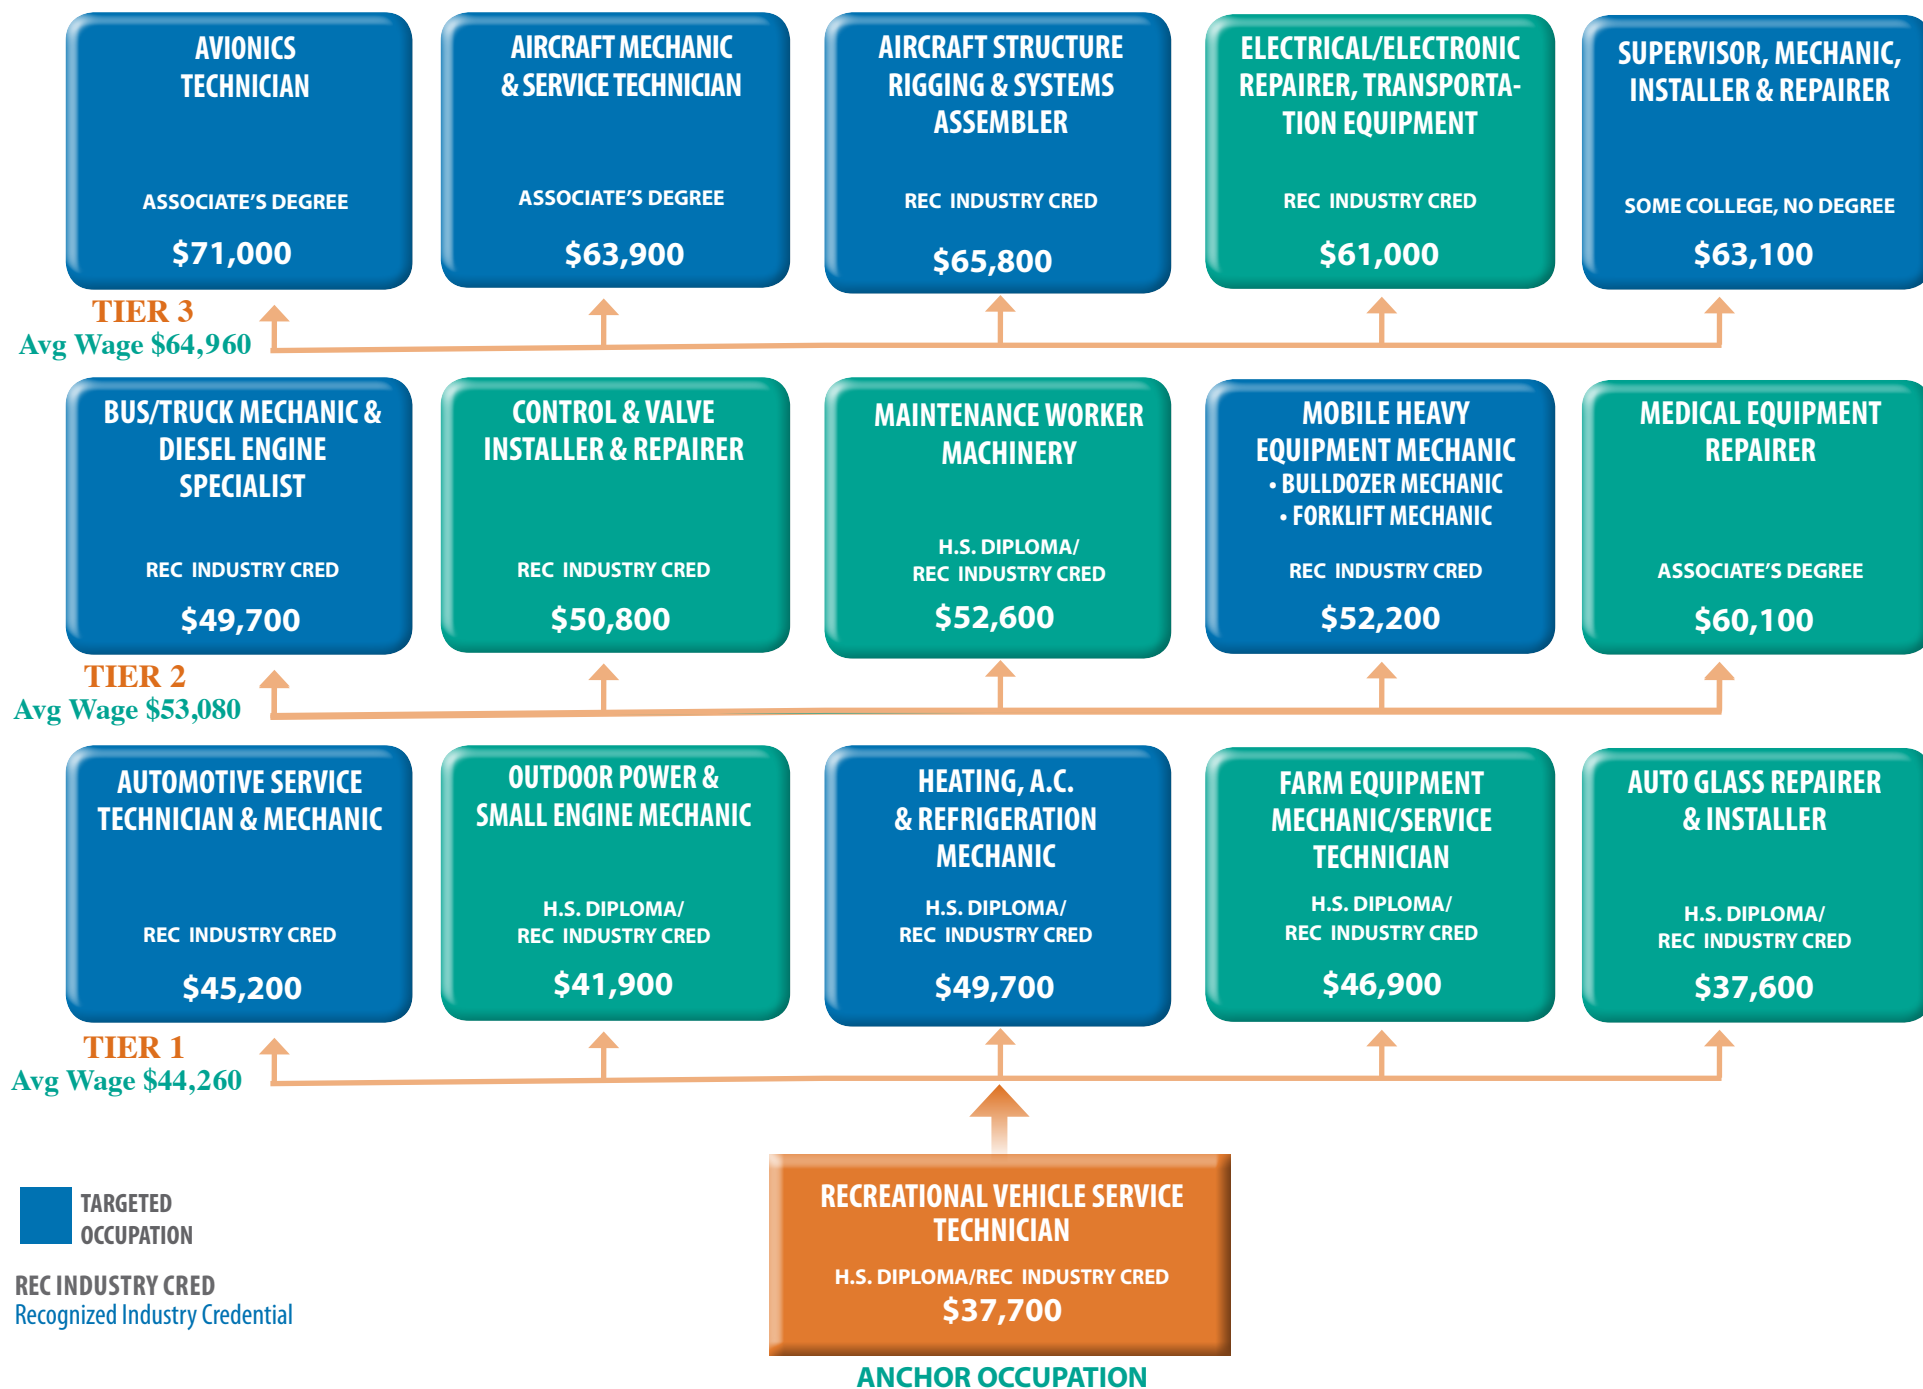 AVIONICS
TECHNICIAN
ASSOCIATE'S DEGREE
$71,000
AIRCRAFT MECHANIC
& SERVICE TECHNICIAN
ASSOCIATE'S DEGREE
$63,900
AIRCRAFT STRUCTURE
RIGGING & SYSTEMS
ASSEMBLER
REC INDUSTRY CRED
$65,800
ELECTRICAL/ELECTRONIC
REPAIRER, TRANSPORTA-
TION EQUIPMENT
REC INDUSTRY CRED
$61,000
SUPERVISOR, MECHANIC,
INSTALLER & REPAIRER
SOME COLLEGE, NO DEGREE
$63,100
TIER 3
Avg Wage $64,960
BUS/TRUCK MECHANIC &
DIESEL ENGINE
SPECIALIST
REC INDUSTRY CRED
$49,700
CONTROL & VALVE
INSTALLER & REPAIRER
REC INDUSTRY CRED
$50,800
MAINTENANCE WORKER
MACHINERY
H.S. DIPLOMA/
REC INDUSTRY CRED
$52,600
MOBILE HEAVY
EQUIPMENT MECHANIC
• BULLDOZER MECHANIC
• FORKLIFT MECHANIC
REC INDUSTRY CRED
$52,200
MEDICAL EQUIPMENT
REPAIRER
ASSOCIATE'S DEGREE
$60,100
TIER 2
Avg Wage $53,080
AUTOMOTIVE SERVICE
TECHNICIAN & MECHANIC
REC INDUSTRY CRED
$45,200
OUTDOOR POWER &
SMALL ENGINE MECHANIC
H.S. DIPLOMA/
REC INDUSTRY CRED
$41,900
HEATING, A.C.
& REFRIGERATION
MECHANIC
H.S. DIPLOMA/
REC INDUSTRY CRED
$49,700
FARM EQUIPMENT
MECHANIC/SERVICE
TECHNICIAN
H.S. DIPLOMA/
REC INDUSTRY CRED
$46,900
AUTO GLASS REPAIRER
& INSTALLER
H.S. DIPLOMA/
REC INDUSTRY CRED
$37,600
TIER 1
Avg Wage $44,260
RECREATIONAL VEHICLE SERVICE
TECHNICIAN
H.S. DIPLOMA/REC INDUSTRY CRED
$37,700
ANCHOR OCCUPATION
TARGETED
OCCUPATION
REC INDUSTRY CRED
Recognized Industry Credential